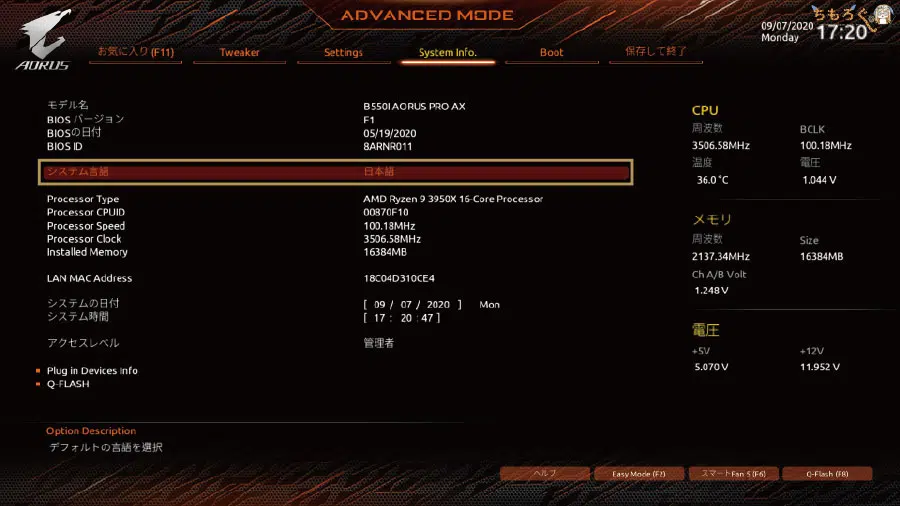 ADVANCED MODE
ちもろぐ
09/07/2020
Monday
17:20
AORUS
お気に入り (F11) Tweaker Settings System Info. Boot 保存して終了
モデル名 B550I AORUS PRO AX
BIOS バージョン F1
BIOSの日付 05/19/2020
BIOS ID 8ARNR011
システム言語 日本語
Processor Type AMD Ryzen 9 3950X 16-Core Processor
Processor CPUID 00870F10
Processor Speed 100.18MHz
Processor Clock 3506.58MHz
Installed Memory 16384MB
LAN MAC Address 18C04D310CE4
システムの日付 [ 09 / 07 / 2020 ] Mon
システム時間 [ 17 : 20 : 47 ]
アクセスレベル 管理者
Plug in Devices Info
Q-FLASH
Option Description
デフォルトの言語を選択
CPU
周波数 BCLK
3506.58MHz 100.18MHz
温度 電圧
36.0 °C 1.044 V
メモリ
周波数 Size
2137.34MHz 16384MB
Ch A/B Volt
1.248 V
電圧
+5V +12V
5.070 V 11.952 V
ヘルプ Easy Mode (F2) スマートFan 5 (F6) Q-Flash (F8)